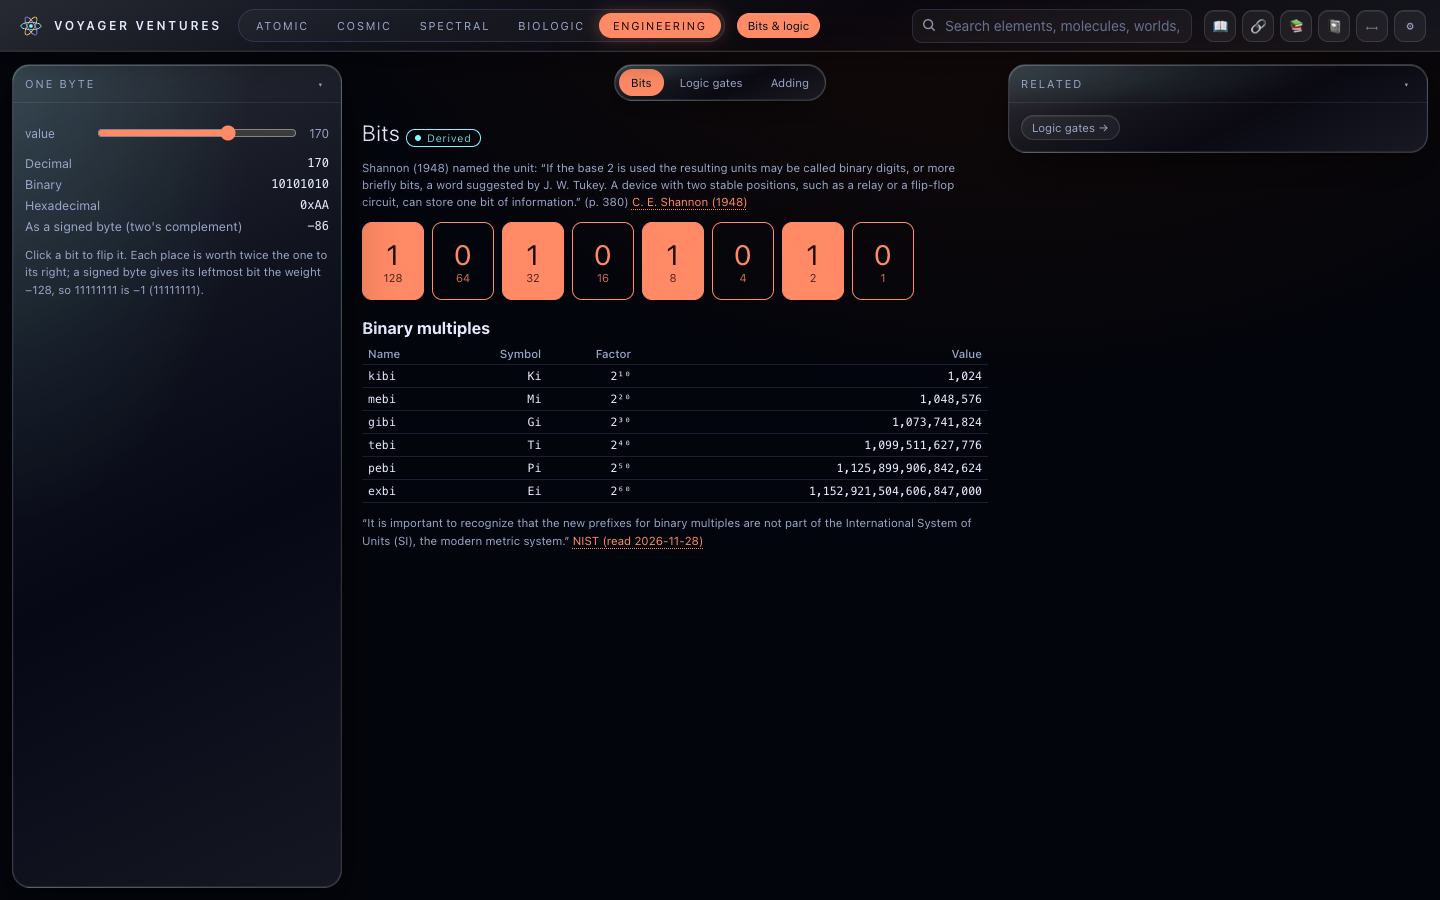 VOYAGER VENTURES
ATOMIC COSMIC SPECTRAL BIOLOGIC ENGINEERING Bits & logic
Search elements, molecules, worlds,
ONE BYTE
value 170
Decimal 170
Binary 10101010
Hexadecimal 0xAA
As a signed byte (two's complement) −86
Click a bit to flip it. Each place is worth twice the one to
its right; a signed byte gives its leftmost bit the weight
−128, so 11111111 is −1 (11111111).
Bits Logic gates Adding
Bits Derived
Shannon (1948) named the unit: “If the base 2 is used the resulting units may be called binary digits, or more
briefly bits, a word suggested by J. W. Tukey. A device with two stable positions, such as a relay or a flip-flop
circuit, can store one bit of information.” (p. 380) C. E. Shannon (1948)
1 0 1 0 1 0 1 0
128 64 32 16 8 4 2 1
Binary multiples
Name Symbol Factor Value
kibi Ki 2¹⁰ 1,024
mebi Mi 2²⁰ 1,048,576
gibi Gi 2³⁰ 1,073,741,824
tebi Ti 2⁴⁰ 1,099,511,627,776
pebi Pi 2⁵⁰ 1,125,899,906,842,624
exbi Ei 2⁶⁰ 1,152,921,504,606,847,000
“It is important to recognize that the new prefixes for binary multiples are not part of the International System of
Units (SI), the modern metric system.” NIST (read 2026-11-28)
RELATED
Logic gates →